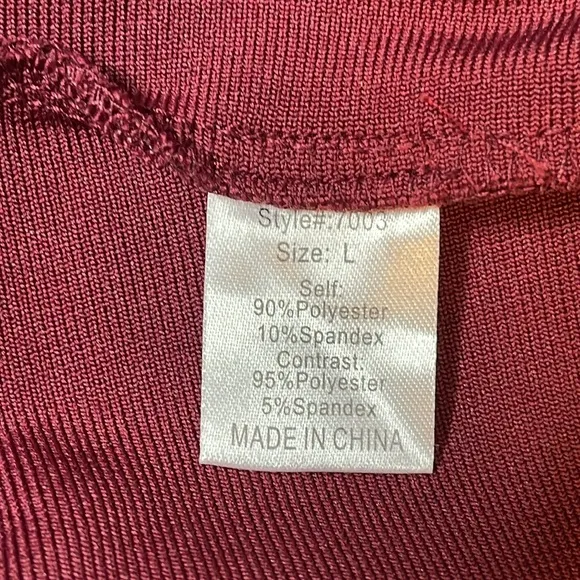 Style#:7003
Size: L
Self:
90%Polyester
10%Spandex
Contrast:
95%Polyester
5%Spandex
MADE IN CHINA